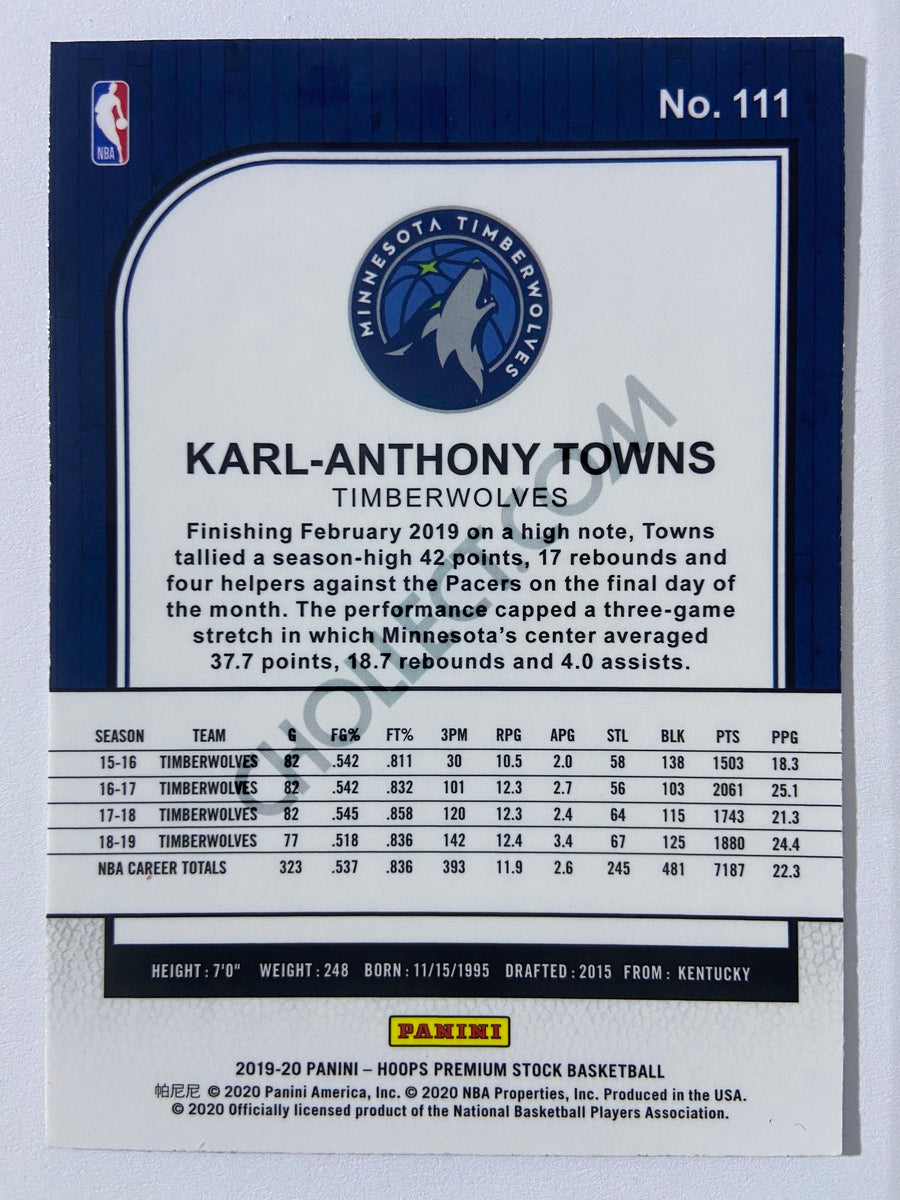 No. 111
NBA
MINNESOTA TIMBERWOLVES
KARL-ANTHONY TOWNS
TIMBERWOLVES
Finishing February 2019 on a high note, Towns
tallied a season-high 42 points, 17 rebounds and
four helpers against the Pacers on the final day of
the month. The performance capped a three-game
stretch in which Minnesota's center averaged
37.7 points, 18.7 rebounds and 4.0 assists.
CHOLLECT.COM
SEASON TEAM G FG% FT% 3PM RPG APG STL BLK PTS PPG
15-16 TIMBERWOLVES 82 .542 .811 30 10.5 2.0 58 138 1503 18.3
16-17 TIMBERWOLVES 82 .542 .832 101 12.3 2.7 56 103 2061 25.1
17-18 TIMBERWOLVES 82 .545 .858 120 12.3 2.4 64 115 1743 21.3
18-19 TIMBERWOLVES 77 .518 .836 142 12.4 3.4 67 125 1880 24.4
NBA CAREER TOTALS 323 .537 .836 393 11.9 2.6 245 481 7187 22.3
HEIGHT: 7'0" WEIGHT: 248 BORN: 11/15/1995 DRAFTED: 2015 FROM: KENTUCKY
PANINI
2019-20 PANINI – HOOPS PREMIUM STOCK BASKETBALL
帕尼尼 © 2020 Panini America, Inc. © 2020 NBA Properties, Inc. Produced in the USA.
© 2020 Officially licensed product of the National Basketball Players Association.